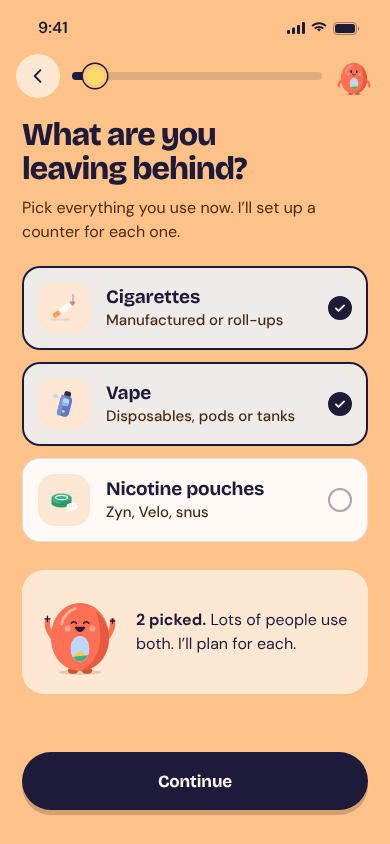 9:41
What are you
leaving behind?
Pick everything you use now. I’ll set up a
counter for each one.
Cigarettes
Manufactured or roll-ups
Vape
Disposables, pods or tanks
Nicotine pouches
Zyn, Velo, snus
2 picked. Lots of people use
both. I’ll plan for each.
Continue